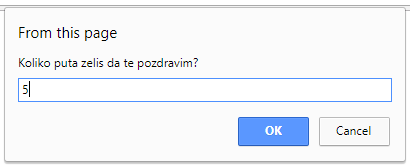 From this page
Koliko puta zelis da te pozdravim?
5
OK Cancel